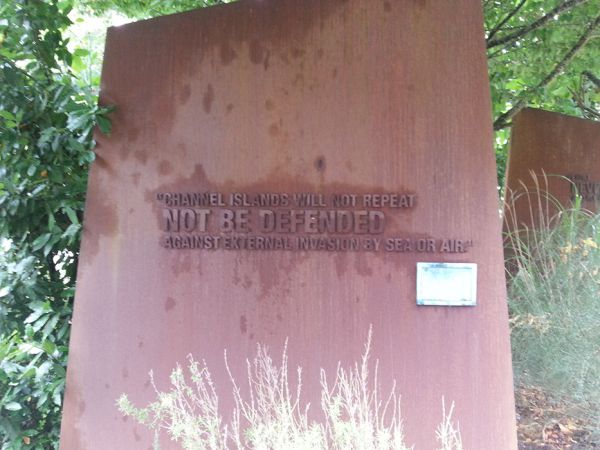 "CHANNEL ISLANDS WILL NOT REPEAT
NOT BE DEFENDED
AGAINST EXTERNAL INVASION BY SEA OR AIR."